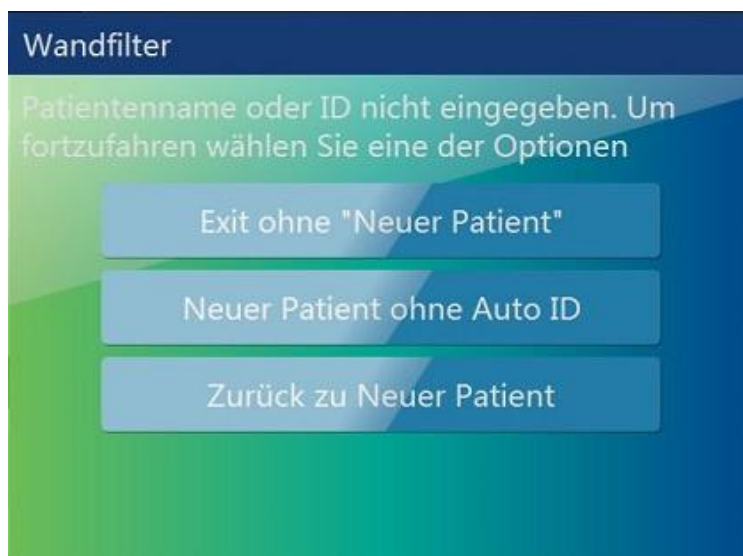 Wandfilter
Patientenname oder ID nicht eingegeben. Um
fortzufahren wählen Sie eine der Optionen
Exit ohne "Neuer Patient"
Neuer Patient ohne Auto ID
Zurück zu Neuer Patient